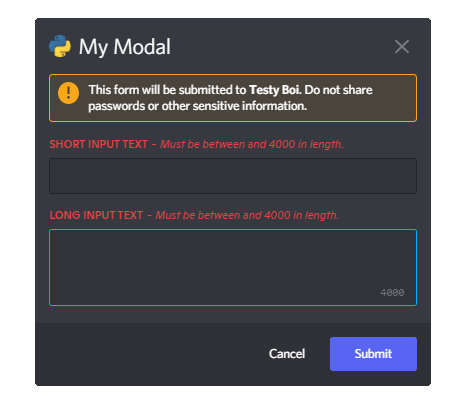 My Modal
This form will be submitted to Testy Boi. Do not share
passwords or other sensitive information.
SHORT INPUT TEXT - Must be between and 4000 in length.
LONG INPUT TEXT - Must be between and 4000 in length.
4000
Cancel Submit